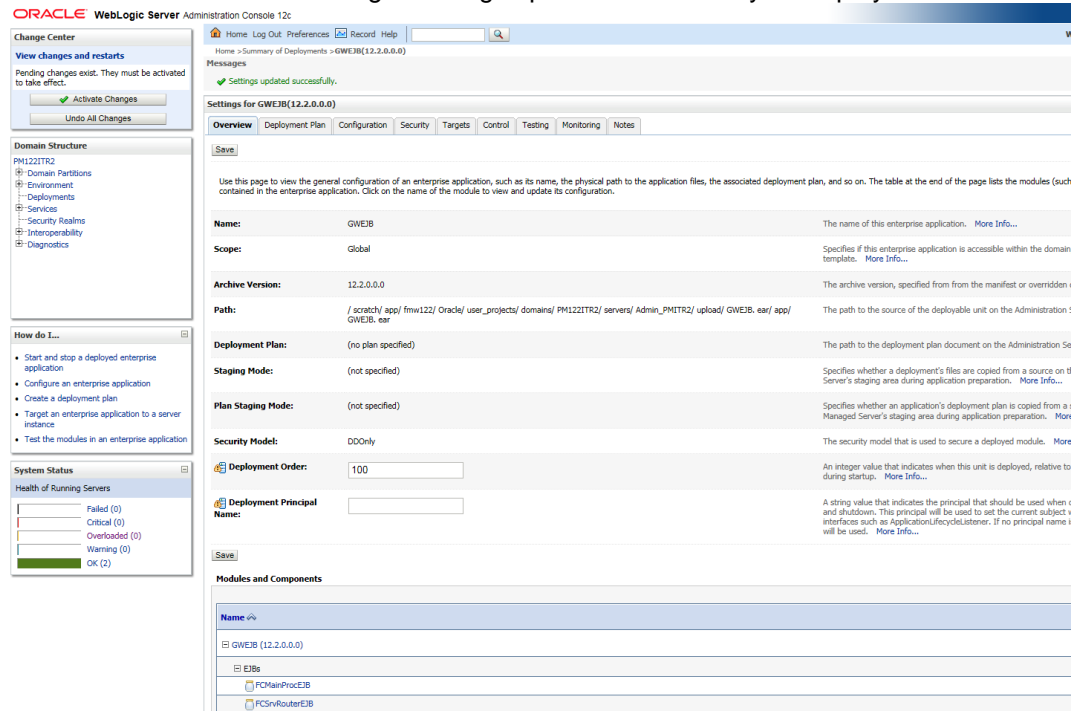 ORACLE WebLogic Server Administration Console 12c
Change Center
View changes and restarts
Pending changes exist. They must be activated
to take effect.
Activate Changes
Undo All Changes
Domain Structure
PM122ITR2
Domain Partitions
Environment
Deployments
Services
Security Realms
Interoperability
Diagnostics
How do I...
Start and stop a deployed enterprise
application
Configure an enterprise application
Create a deployment plan
Target an enterprise application to a server
instance
Test the modules in an enterprise application
System Status
Health of Running Servers
Failed (0)
Critical (0)
Overloaded (0)
Warning (0)
OK (2)
Home Log Out Preferences Record Help
Home >Summary of Deployments >GWEJB(12.2.0.0.0)
Messages
Settings updated successfully.
Settings for GWEJB(12.2.0.0.0)
Overview Deployment Plan Configuration Security Targets Control Testing Monitoring Notes
Save
Use this page to view the general configuration of an enterprise application, such as its name, the physical path to the application files, the associated deployment plan, and so on. The table at the end of the page lists the modules (such
contained in the enterprise application. Click on the name of the module to view and update its configuration.
Name: GWEJB The name of this enterprise application. More Info...
Scope: Global Specifies if this enterprise application is accessible within the domain
template. More Info...
Archive Version: 12.2.0.0.0 The archive version, specified from from the manifest or overridden
Path: / scratch/ app/ fmw122/ Oracle/ user_projects/ domains/ PM122ITR2/ servers/ Admin_PMITR2/ upload/ GWEJB. ear/ app/ The path to the source of the deployable unit on the Administration S
GWEJB. ear
Deployment Plan: (no plan specified) The path to the deployment plan document on the Administration Se
Staging Mode: (not specified) Specifies whether a deployment's files are copied from a source on th
Server's staging area during application preparation. More Info...
Plan Staging Mode: (not specified) Specifies whether an application's deployment plan is copied from a s
Managed Server's staging area during application preparation. More
Security Model: DDOnly The security model that is used to secure a deployed module. More
Deployment Order: 100 An integer value that indicates when this unit is deployed, relative to
during startup. More Info...
Deployment Principal
Name:
A string value that indicates the principal that should be used when
and shutdown. This principal will be used to set the current subject w
interfaces such as ApplicationLifecycleListener. If no principal name is
will be used. More Info...
Save
Modules and Components
Name
GWEJB (12.2.0.0.0)
EJBs
FCMainProcEJB
FCSrvRouterEJB